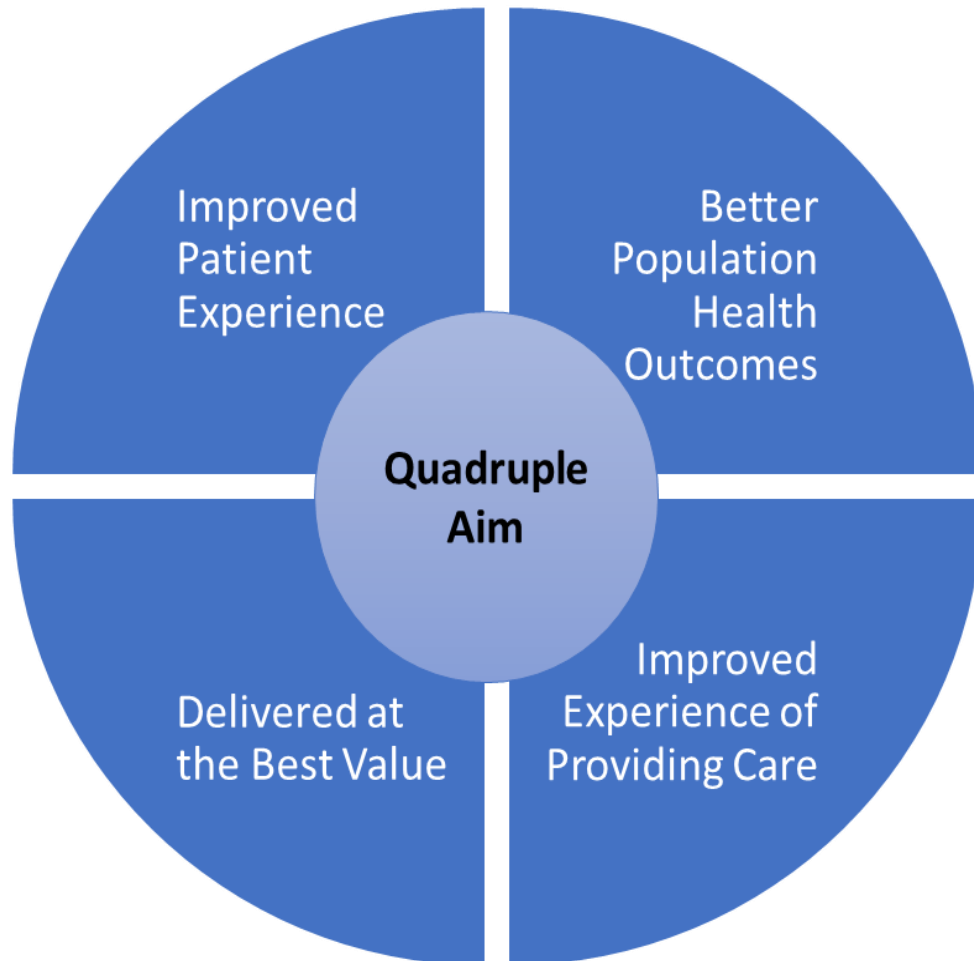 Improved
Patient
Experience
Better
Population
Health
Outcomes
Quadruple
Aim
Delivered at
the Best Value
Improved
Experience of
Providing Care